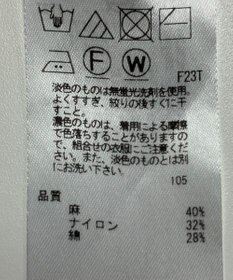 F W
F23T
淡色のものは無蛍光洗剤を使用。
よくすすぎ、絞りの後すぐに干
すこと。
濃色のものは、着用による摩擦
で色落ちすることがありますの
で、組合せの衣服にご注意くだ
さい。また、淡色のものとは別
にお洗い下さい。
105
品質
麻 40%
ナイロン 32%
綿 28%